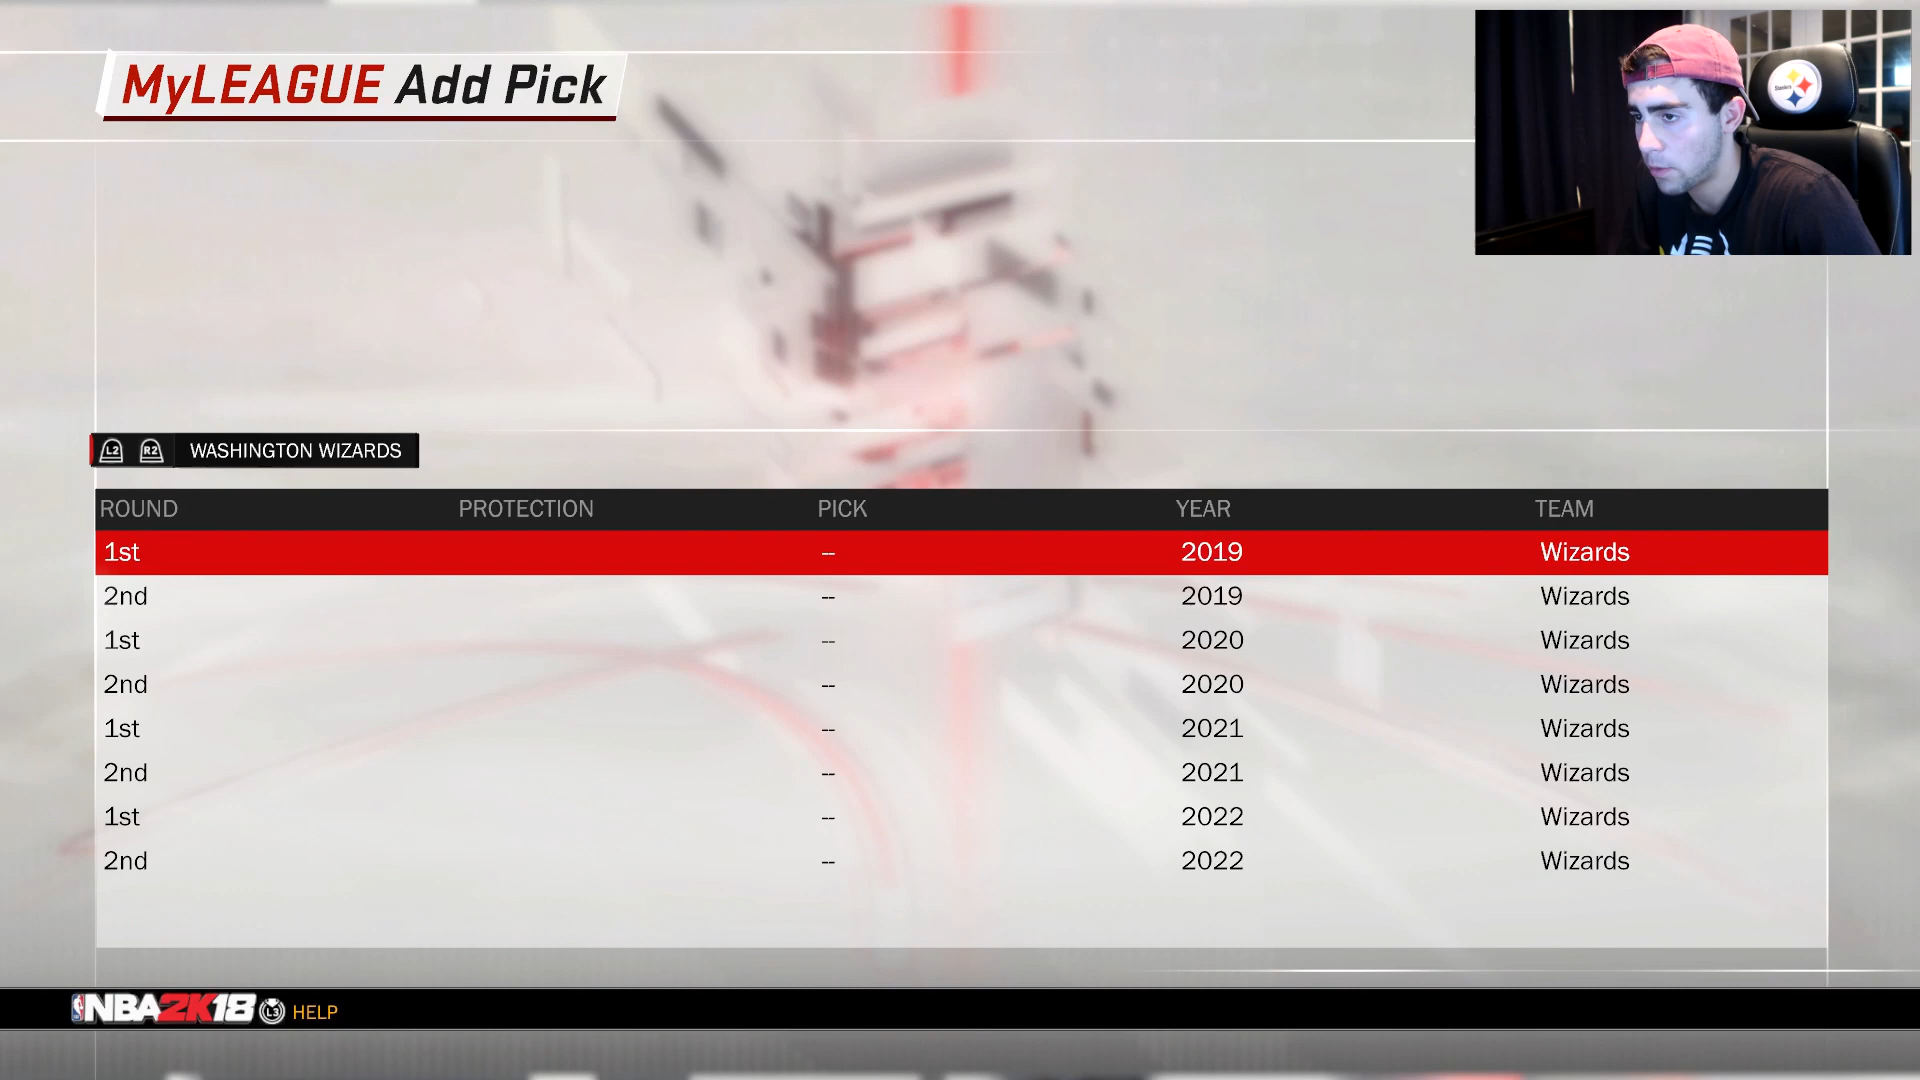 MyLEAGUE Add Pick
Steelers
L2 R2 WASHINGTON WIZARDS
ROUND PROTECTION PICK YEAR TEAM
1st -- 2019 Wizards
2nd -- 2019 Wizards
1st -- 2020 Wizards
2nd -- 2020 Wizards
1st -- 2021 Wizards
2nd -- 2021 Wizards
1st -- 2022 Wizards
2nd -- 2022 Wizards
NBA2K18 L3 HELP